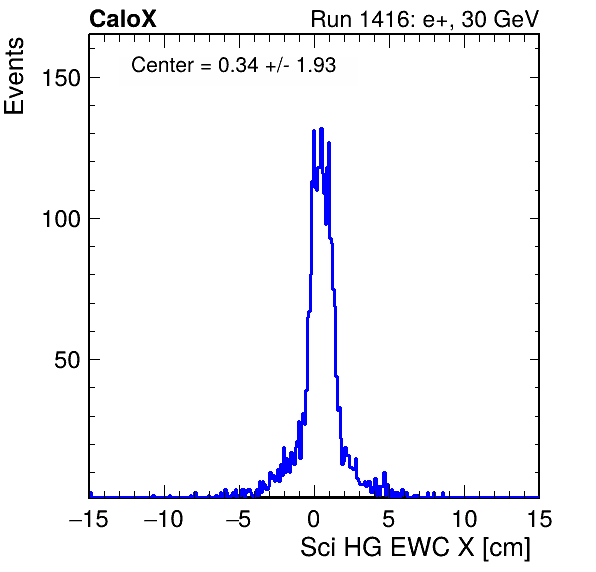 CaloX
Run 1416: e+, 30 GeV
Events
Center = 0.34 +/- 1.93
150
100
50
−15
−10
−5
0
5
10
15
Sci HG EWC X [cm]